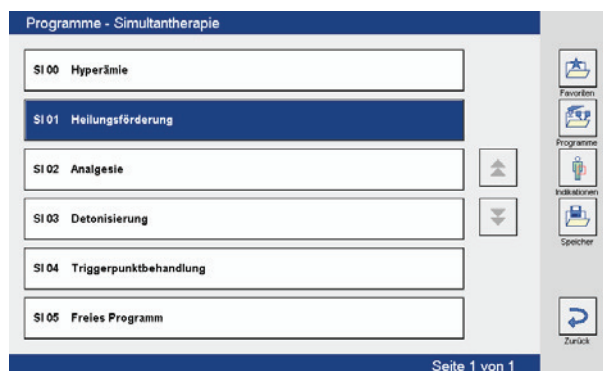 Programme - Simultantherapie
SI 00 Hyperämie
SI 01 Heilungsförderung
SI 02 Analgesie
SI 03 Detonisierung
SI 04 Triggerpunktbehandlung
SI 05 Freies Programm
Seite 1 von 1
Favoriten
Programme
Indikationen
Speicher
Zurück